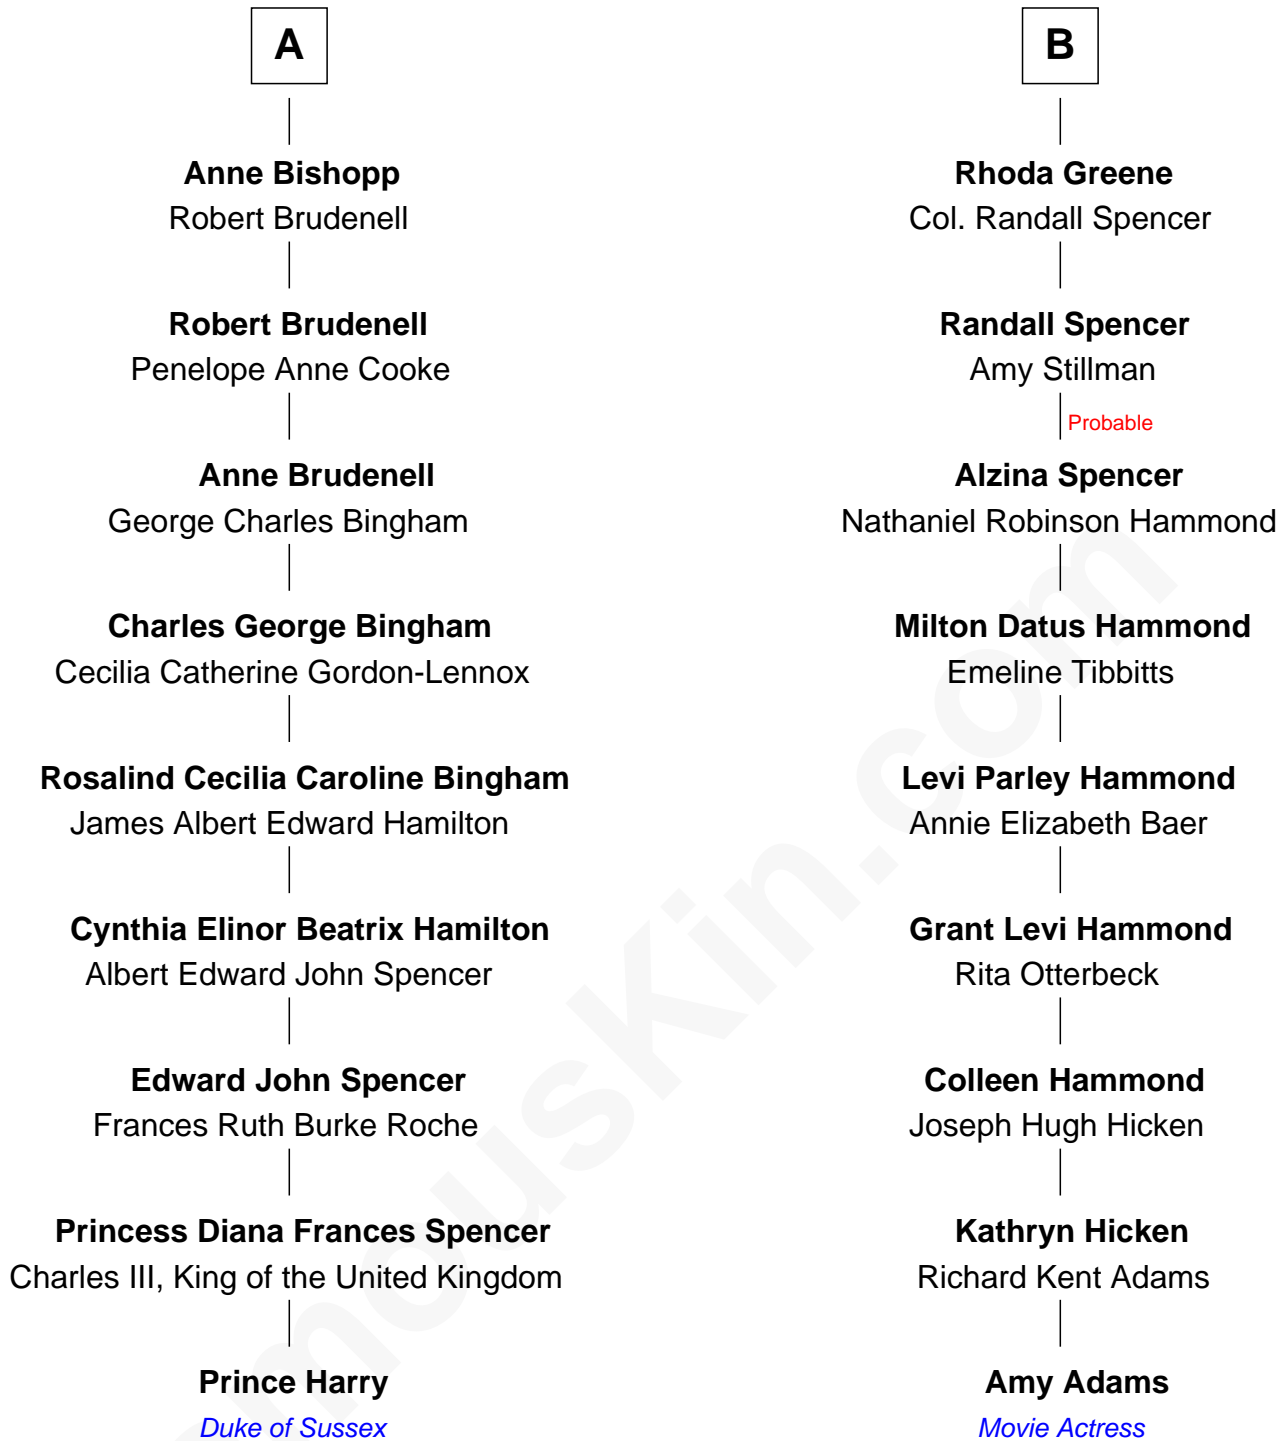 A
Anne Bishopp
Robert Brudenell
Robert Brudenell
Penelope Anne Cooke
Anne Brudenell
George Charles Bingham
Charles George Bingham
Cecilia Catherine Gordon-Lennox
Rosalind Cecilia Caroline Bingham
James Albert Edward Hamilton
Cynthia Elinor Beatrix Hamilton
Albert Edward John Spencer
Edward John Spencer
Frances Ruth Burke Roche
Princess Diana Frances Spencer
Charles III, King of the United Kingdom
Prince Harry
Duke of Sussex
B
Rhoda Greene
Col. Randall Spencer
Randall Spencer
Amy Stillman
Probable
Alzina Spencer
Nathaniel Robinson Hammond
Milton Datus Hammond
Emeline Tibbitts
Levi Parley Hammond
Annie Elizabeth Baer
Grant Levi Hammond
Rita Otterbeck
Colleen Hammond
Joseph Hugh Hicken
Kathryn Hicken
Richard Kent Adams
Amy Adams
Movie Actress
mousKin.com